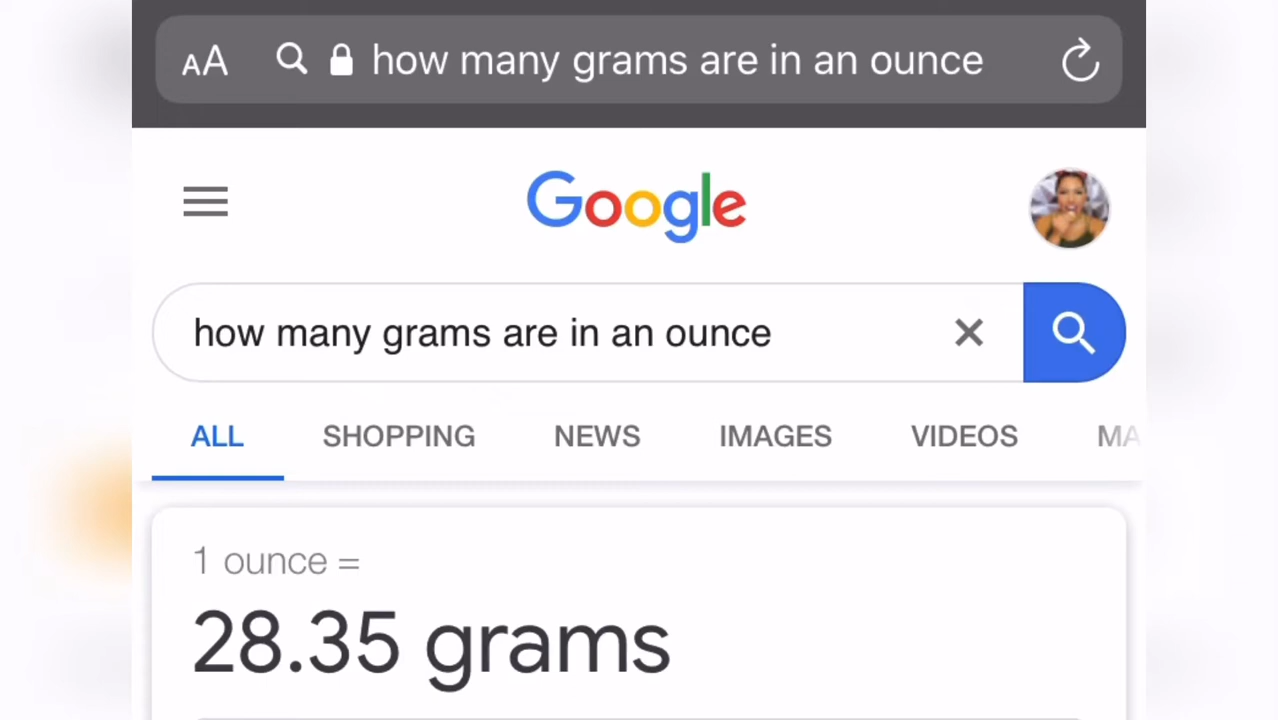 AA how many grams are in an ounce
Google
how many grams are in an ounce
ALL SHOPPING NEWS IMAGES VIDEOS MA
1 ounce =
28.35 grams